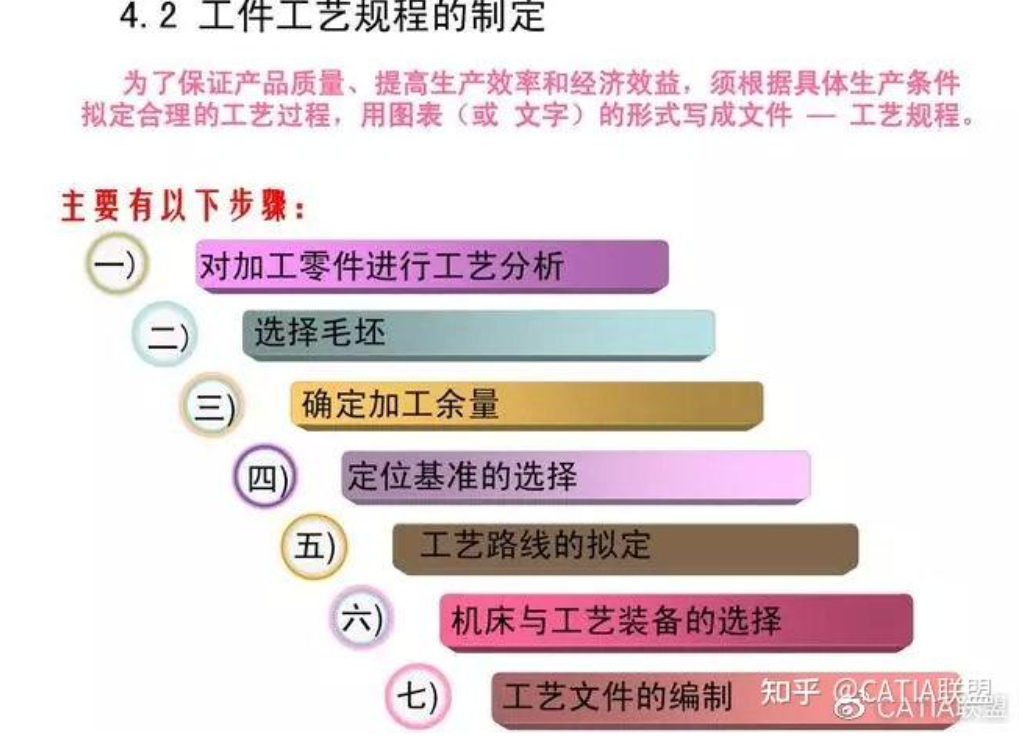 4.2 工件工艺规程的制定
为了保证产品质量、提高生产效率和经济效益，须根据具体生产条件
拟定合理的工艺过程，用图表（或 文字）的形式写成文件 — 工艺规程。
主要有以下步骤：
一) 对加工零件进行工艺分析
二) 选择毛坯
三) 确定加工余量
四) 定位基准的选择
五) 工艺路线的拟定
六) 机床与工艺装备的选择
七) 工艺文件的编制
知乎 @CATIA联盟
CATIA联盟